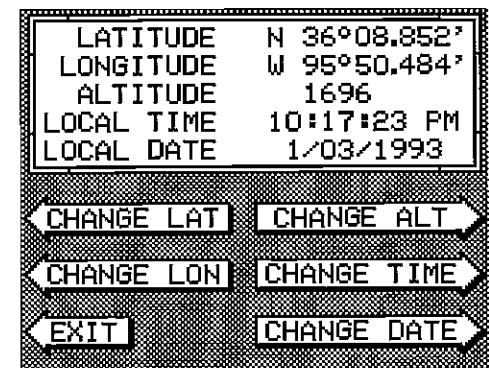 LATITUDE N 36°08.852'
LONGITUDE W 95°50.484'
ALTITUDE 1696
LOCAL TIME 10:17:23 PM
LOCAL DATE 1/03/1993
CHANGE LAT CHANGE ALT
CHANGE LON CHANGE TIME
EXIT CHANGE DATE